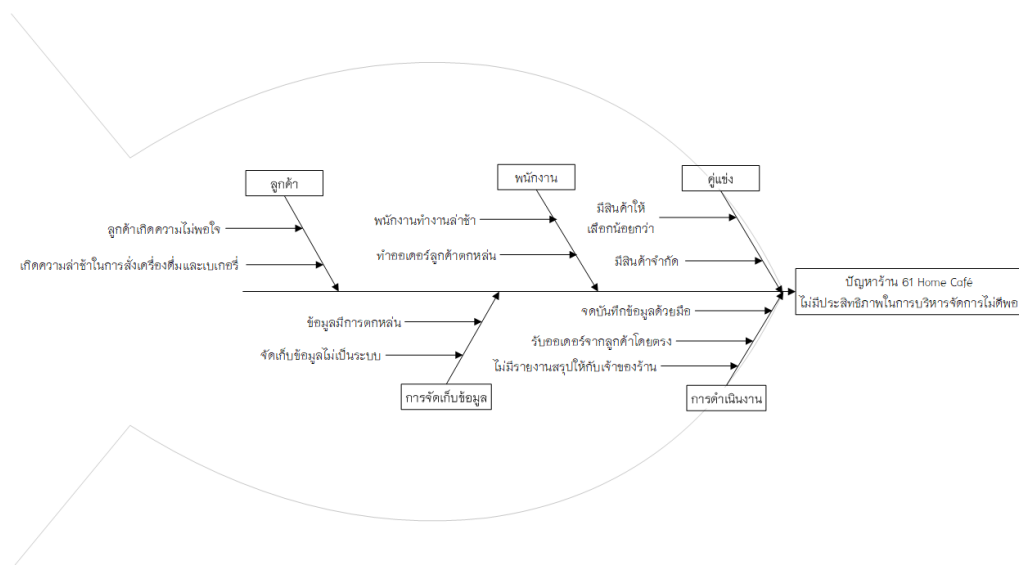 ลูกค้า
พนักงาน
คู่แข่ง
ลูกค้าเกิดความไม่พอใจ
เกิดความล่าช้าในการสั่งเครื่องดื่มและเบเกอรี่
พนักงานทำงานล่าช้า
ทำออเดอร์ลูกค้าตกหล่น
มีสินค้าให้
เลือกน้อยกว่า
มีสินค้าจำกัด
ปัญหาร้าน 61 Home Café
ไม่มีประสิทธิภาพในการบริหารจัดการไม่ดีพอ
ข้อมูลมีการตกหล่น
จัดเก็บข้อมูลไม่เป็นระบบ
การจัดเก็บข้อมูล
จดบันทึกข้อมูลด้วยมือ
รับออเดอร์จากลูกค้าโดยตรง
ไม่มีรายงานสรุปให้กับเจ้าของร้าน
การดำเนินงาน